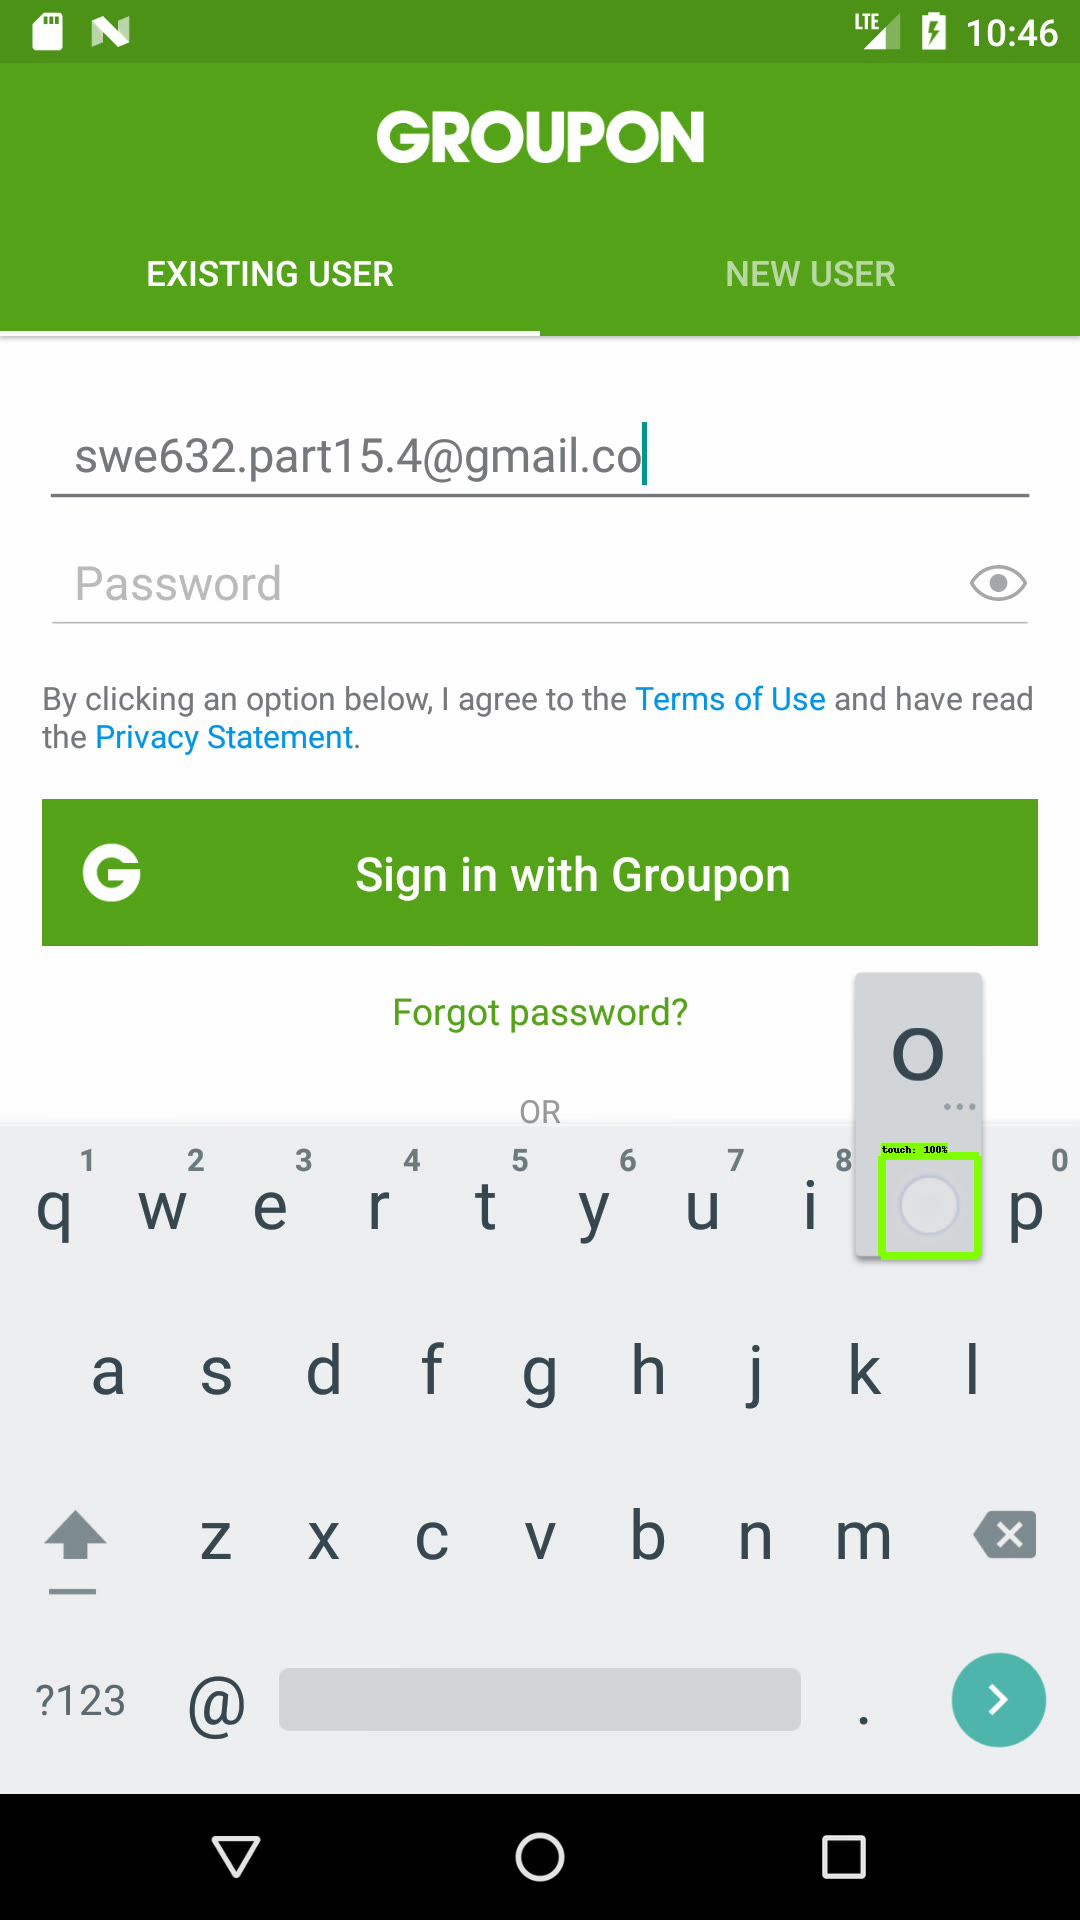 LTE 10:46
GROUPON
EXISTING USER NEW USER
swe632.part15.4@gmail.co
Password
By clicking an option below, I agree to the Terms of Use and have read
the Privacy Statement.
G Sign in with Groupon
Forgot password?
o
...
OR
touch: 100%
1 2 3 4 5 6 7 8 0
q w e r t y u i p
a s d f g h j k l
z x c v b n m
?123 @ .